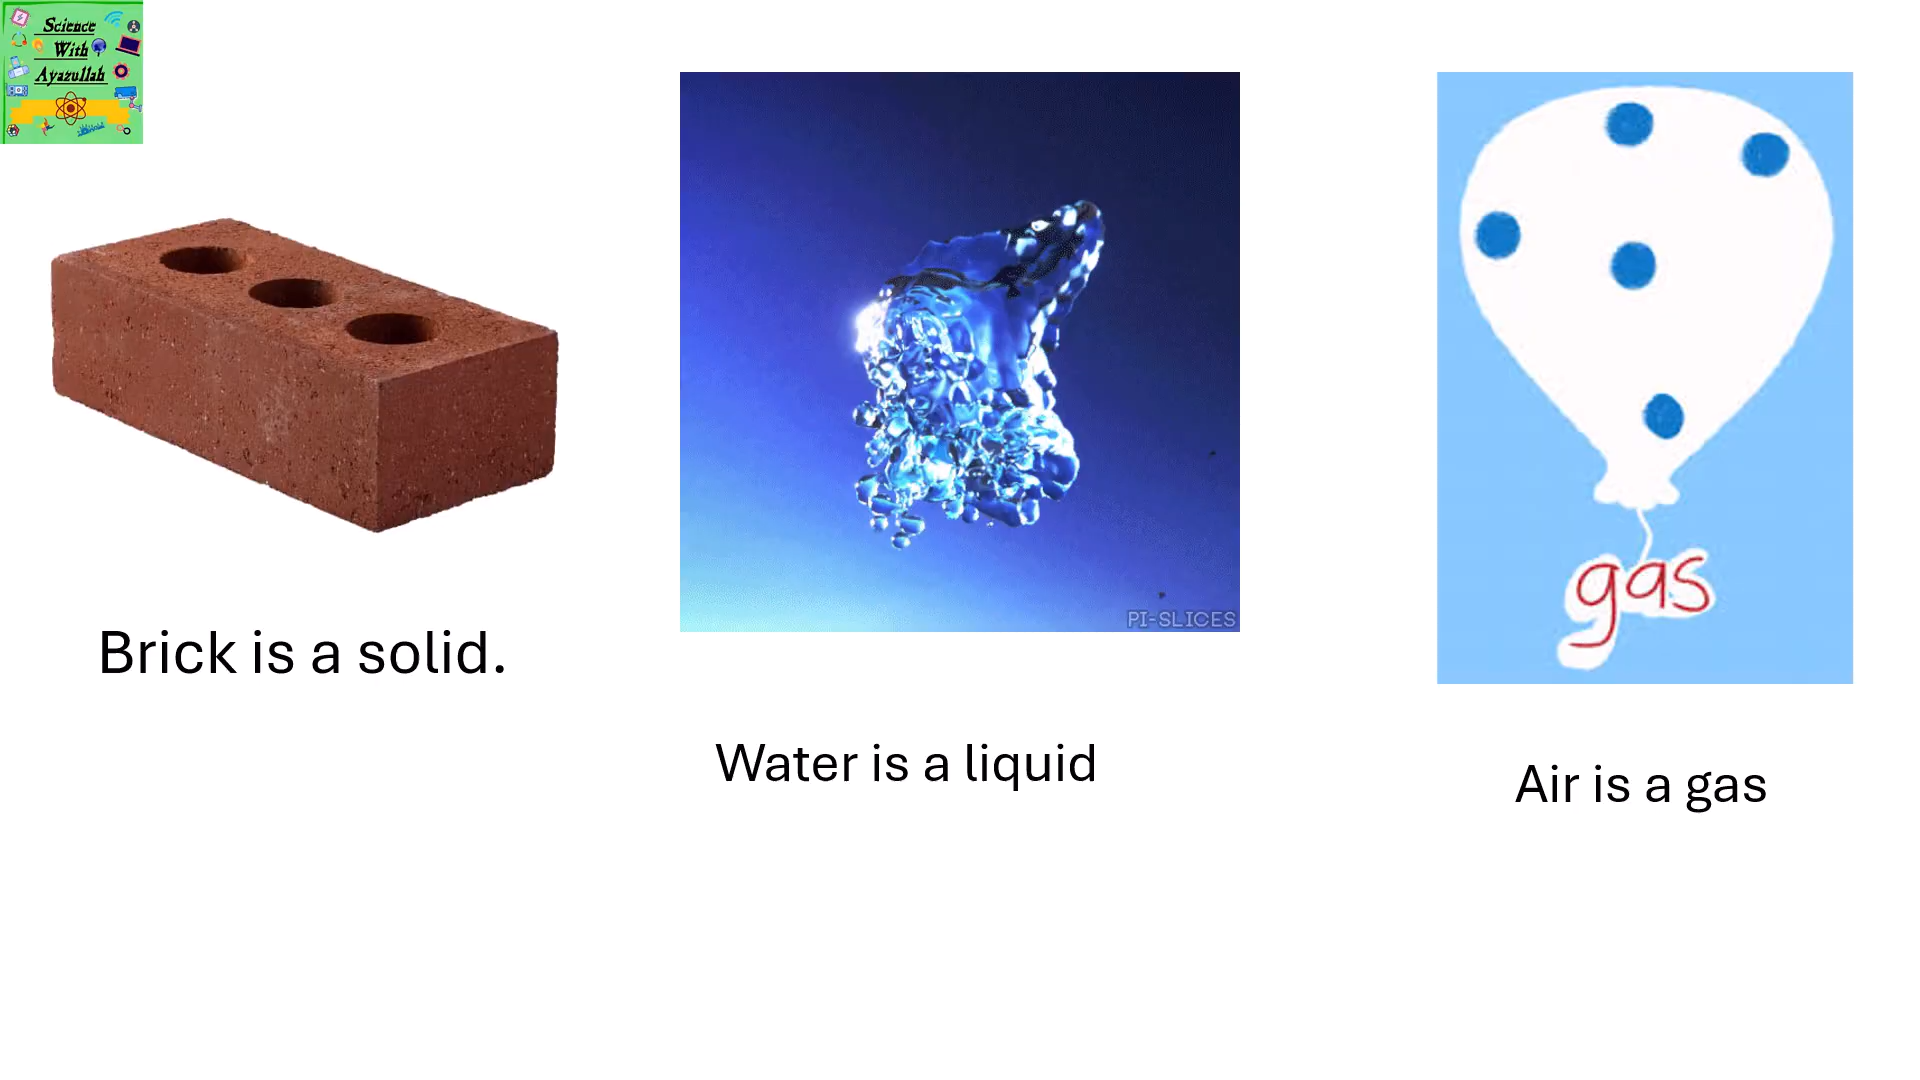 Science
With
Ayazullah
PI-SLICES
gas
Brick is a solid.
Water is a liquid
Air is a gas